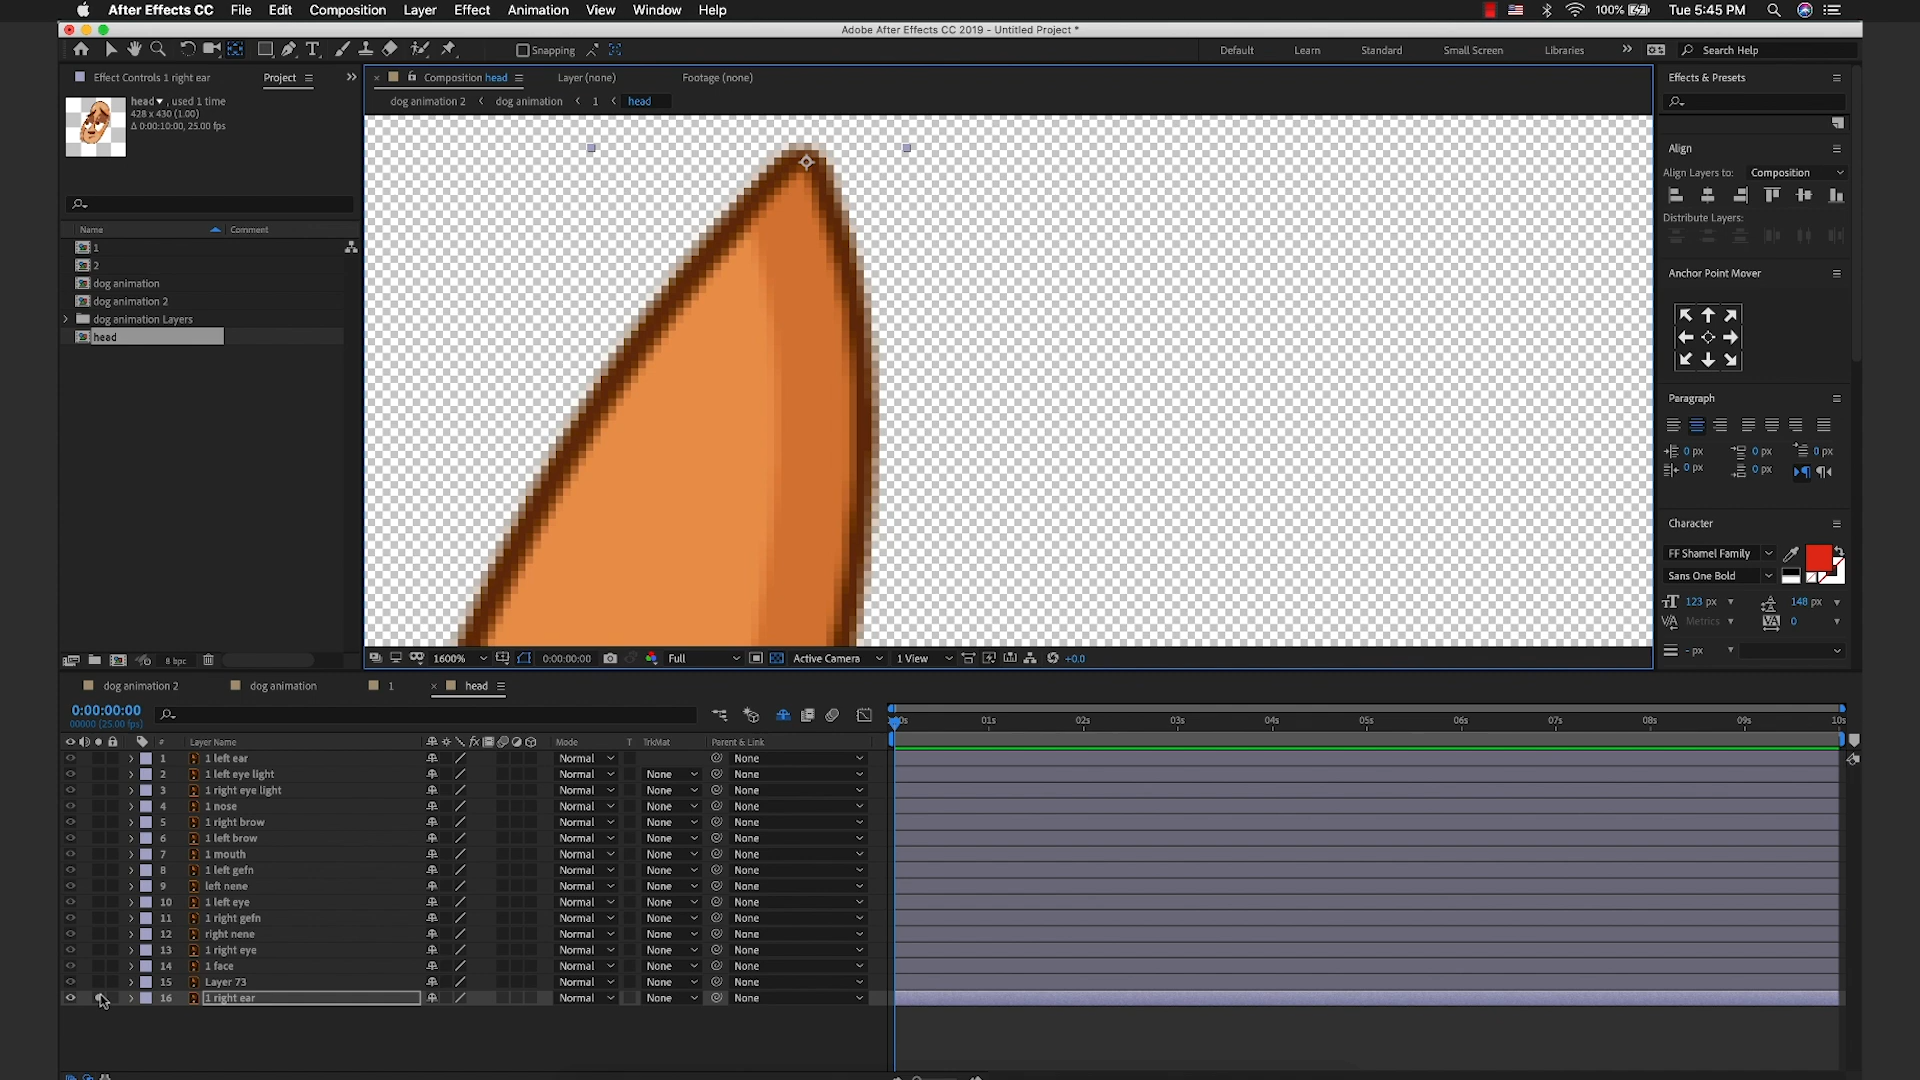 After Effects CC File Edit Composition Layer Effect Animation View Window Help 100% Tue 5:45 PM
Adobe After Effects CC 2019 - Untitled Project *
Snapping Default Learn Standard Small Screen Libraries Search Help
Effect Controls 1 right ear Project
Composition head Layer (none) Footage (none)
Effects & Presets
dog animation 2 dog animation 1 head
head , used 1 time
428 x 430 (1.00)
Δ 0:00:10:00, 25.00 fps
Align
Align Layers to: Composition
Distribute Layers:
Name Comment
1
2
dog animation
dog animation 2
dog animation Layers
head
Anchor Point Mover
Paragraph
0 px 0 px 0 px
0 px 0 px
Character
FF Shamel Family
Sans One Bold
123 px 148 px
Metrics 0
- px
8 bpc
1600% 0:00:00:00 Full Active Camera 1 View +0.0
dog animation 2 dog animation 1 head
0:00:00:00
00000 (25.00 fps)
01s 02s 03s 04s 05s 06s 07s 08s 09s 10s
# Layer Name Mode T TrkMat Parent & Link
1 1 left ear Normal None
2 1 left eye light Normal None None
3 1 right eye light Normal None None
4 1 nose Normal None None
5 1 right brow Normal None None
6 1 left brow Normal None None
7 1 mouth Normal None None
8 1 left gefn Normal None None
9 left nene Normal None None
10 1 left eye Normal None None
11 1 right gefn Normal None None
12 right nene Normal None None
13 1 right eye Normal None None
14 1 face Normal None None
15 Layer 73 Normal None None
16 1 right ear Normal None None